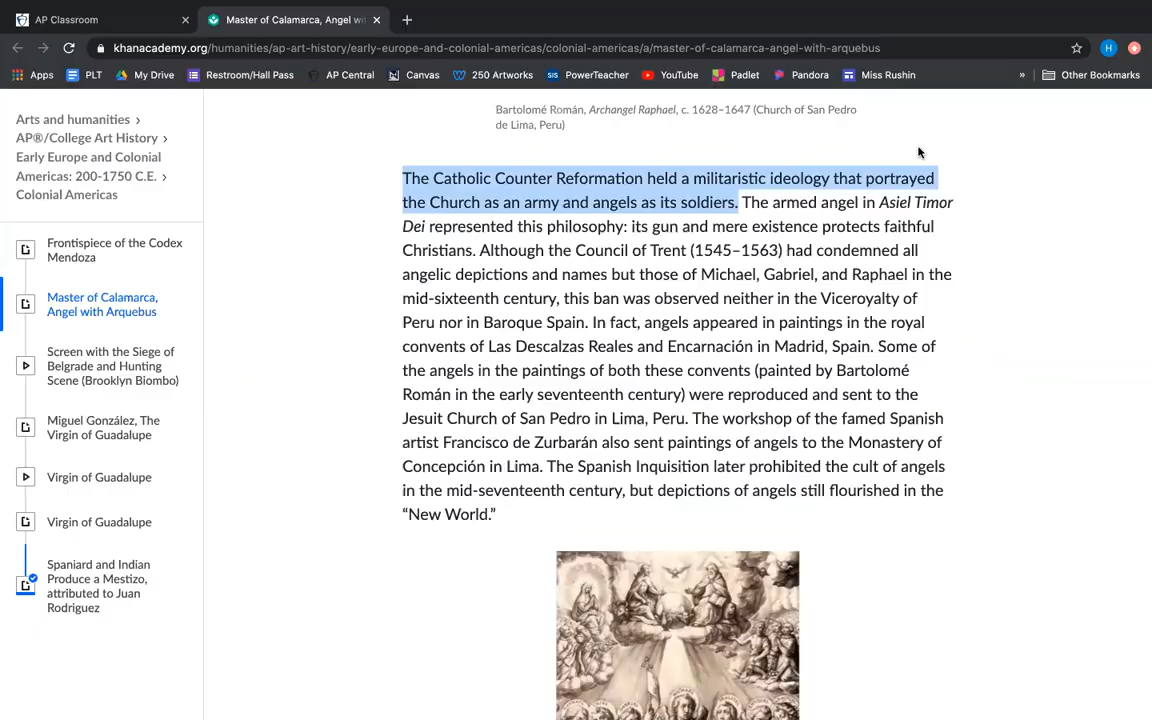 AP Classroom
Master of Calamarca, Angel wi
khanacademy.org/humanities/ap-art-history/early-europe-and-colonial-americas/colonial-americas/a/master-of-calamarca-angel-with-arquebus
H
Apps PLT My Drive Restroom/Hall Pass AP Central Canvas 250 Artworks SIS PowerTeacher YouTube Padlet Pandora Miss Rushin » Other Bookmarks
Arts and humanities >
AP®/College Art History >
Early Europe and Colonial
Americas: 200-1750 C.E. >
Colonial Americas
Frontispiece of the Codex
Mendoza
Master of Calamarca,
Angel with Arquebus
Screen with the Siege of
Belgrade and Hunting
Scene (Brooklyn Biombo)
Miguel González, The
Virgin of Guadalupe
Virgin of Guadalupe
Virgin of Guadalupe
Spaniard and Indian
Produce a Mestizo,
attributed to Juan
Rodriguez
Bartolomé Román, Archangel Raphael, c. 1628–1647 (Church of San Pedro
de Lima, Peru)
The Catholic Counter Reformation held a militaristic ideology that portrayed
the Church as an army and angels as its soldiers. The armed angel in Asiel Timor
Dei represented this philosophy: its gun and mere existence protects faithful
Christians. Although the Council of Trent (1545–1563) had condemned all
angelic depictions and names but those of Michael, Gabriel, and Raphael in the
mid-sixteenth century, this ban was observed neither in the Viceroyalty of
Peru nor in Baroque Spain. In fact, angels appeared in paintings in the royal
convents of Las Descalzas Reales and Encarnación in Madrid, Spain. Some of
the angels in the paintings of both these convents (painted by Bartolomé
Román in the early seventeenth century) were reproduced and sent to the
Jesuit Church of San Pedro in Lima, Peru. The workshop of the famed Spanish
artist Francisco de Zurbarán also sent paintings of angels to the Monastery of
Concepción in Lima. The Spanish Inquisition later prohibited the cult of angels
in the mid-seventeenth century, but depictions of angels still flourished in the
“New World.”